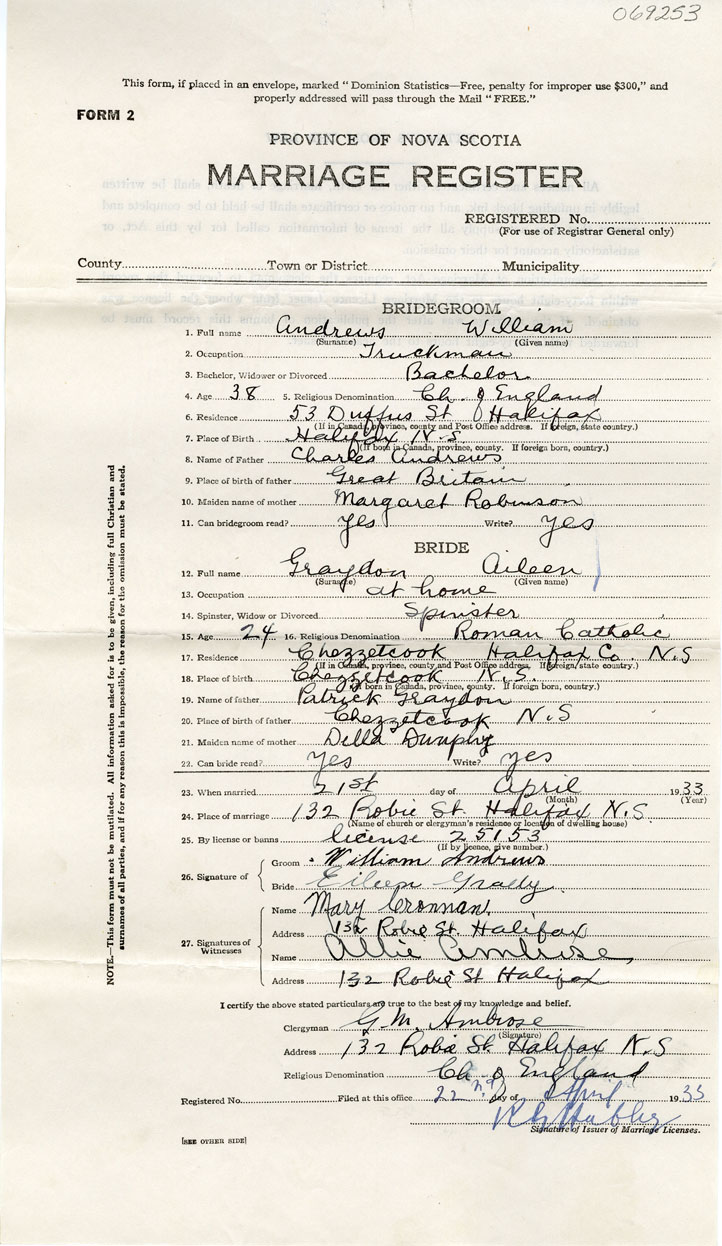 069253
This form, if placed in an envelope, marked "Dominion Statistics—Free, penalty for improper use $300," and
properly addressed will pass through the Mail "FREE."
FORM 2
PROVINCE OF NOVA SCOTIA
MARRIAGE REGISTER
REGISTERED No.
(For use of Registrar General only)
County Town or District Municipality
BRIDEGROOM
1. Full name Andrews William
(Surname) (Given name)
2. Occupation Truckman
3. Bachelor, Widower or Divorced Bachelor
4. Age 38 5. Religious Denomination Ch. of England
6. Residence 53 Duffus St Halifax
(If in Canada, province, county and Post Office address. If foreign, state country.)
7. Place of Birth Halifax N.S.
(If born in Canada, province, county. If foreign born, country.)
8. Name of Father Charles Andrews
9. Place of birth of father Great Britain
10. Maiden name of mother Margaret Robinson
11. Can bridegroom read? Yes Write? Yes
BRIDE
12. Full name Graydon Aileen
(Surname) (Given name)
13. Occupation at home
14. Spinster, Widow or Divorced Spinster
15. Age 24 16. Religious Denomination Roman Catholic
17. Residence Chezzetcook Halifax Co. N.S
(If in Canada, province, county and Post Office address. If foreign, state country.)
18. Place of birth Chezzetcook N.S.
(If born in Canada, province, county. If foreign born, country.)
19. Name of father Patrick Graydon
20. Place of birth of father Chezzetcook N.S
21. Maiden name of mother Della Dunphy
22. Can bride read? Yes Write? yes
23. When married 21st day of April 1933
(Month) (Year)
24. Place of marriage 132 Robie St. Halifax N.S
(Name of church or clergyman's residence or location of dwelling house)
25. By license or banns license 25153
(If by licence, give number.)
26. Signature of Groom William Andrews
Bride Eileen Grady
27. Signatures of Witnesses
Name Mary Cronnan.
Address 132 Robie St. Halifax
Name Allie Ambrose
Address 132 Robie St Halifax
I certify the above stated particulars are true to the best of my knowledge and belief.
Clergyman G. M. Ambrose
(Signature)
Address 132 Robie St. Halifax N.S
Religious Denomination Ch. of England
Registered No. Filed at this office 22nd day of April 1933
Signature of Issuer of Marriage Licenses.
[SEE OTHER SIDE]
NOTE.—This form must not be mutilated. All information asked for is to be given, including full Christian and
surnames of all parties, and if for any reason this is impossible, the reason for the omission must be stated.